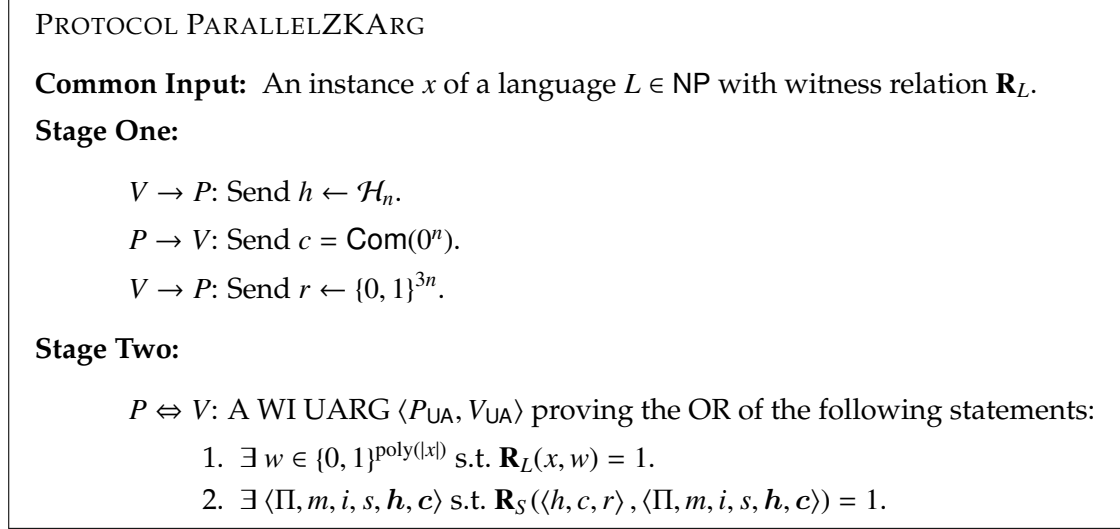 PROTOCOL PARALLELZKARG
Common Input: An instance x of a language L ∈ NP with witness relation R_L.
Stage One:
V → P: Send h ← ℋ_n.
P → V: Send c = Com(0^n).
V → P: Send r ← {0, 1}^{3n}.
Stage Two:
P ⇔ V: A WI UARG ⟨P_UA, V_UA⟩ proving the OR of the following statements:
1. ∃ w ∈ {0, 1}^{poly(|x|)} s.t. R_L(x, w) = 1.
2. ∃ ⟨Π, m, i, s, h, c⟩ s.t. R_S(⟨h, c, r⟩, ⟨Π, m, i, s, h, c⟩) = 1.